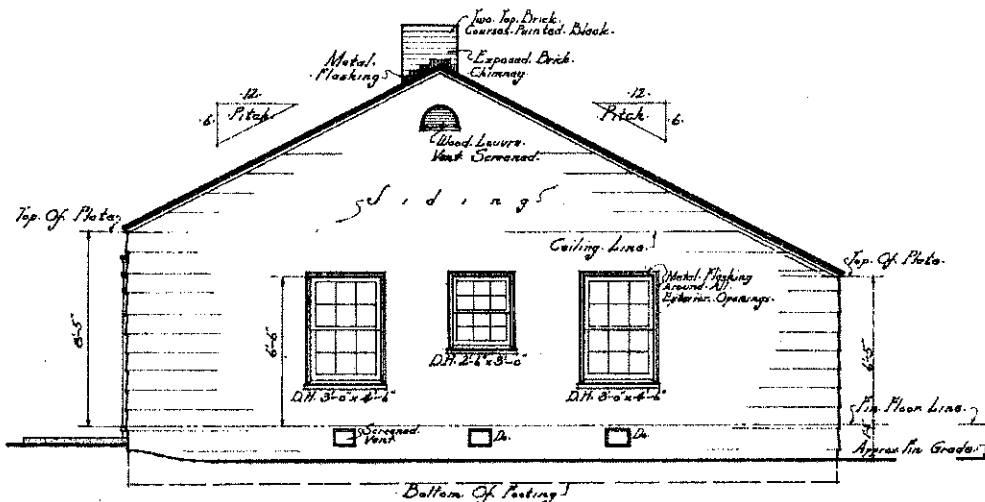 Two. Top. Brick.
Courses. Painted. Black.
Metal.
Flashing
Exposed. Brick.
Chimney.
12.
Pitch.
6.
12.
Pitch.
6.
Wood. Louvre.
Vent Screened.
Siding
Top. Of. Plate.
Ceiling. Line.
Top. Of. Plate.
Metal. Flashing
Around. All.
Exterior. Openings.
8'-5"
6'-6"
6'-5"
D.H. 2'-6" x 3'-0"
D.H. 3'-0" x 4'-6"
D.H. 3'-0" x 4'-6"
Fin. Floor Line.
Screened.
Vent
Do.
Do.
Approx. Fin Grade.
Bottom Of Footing